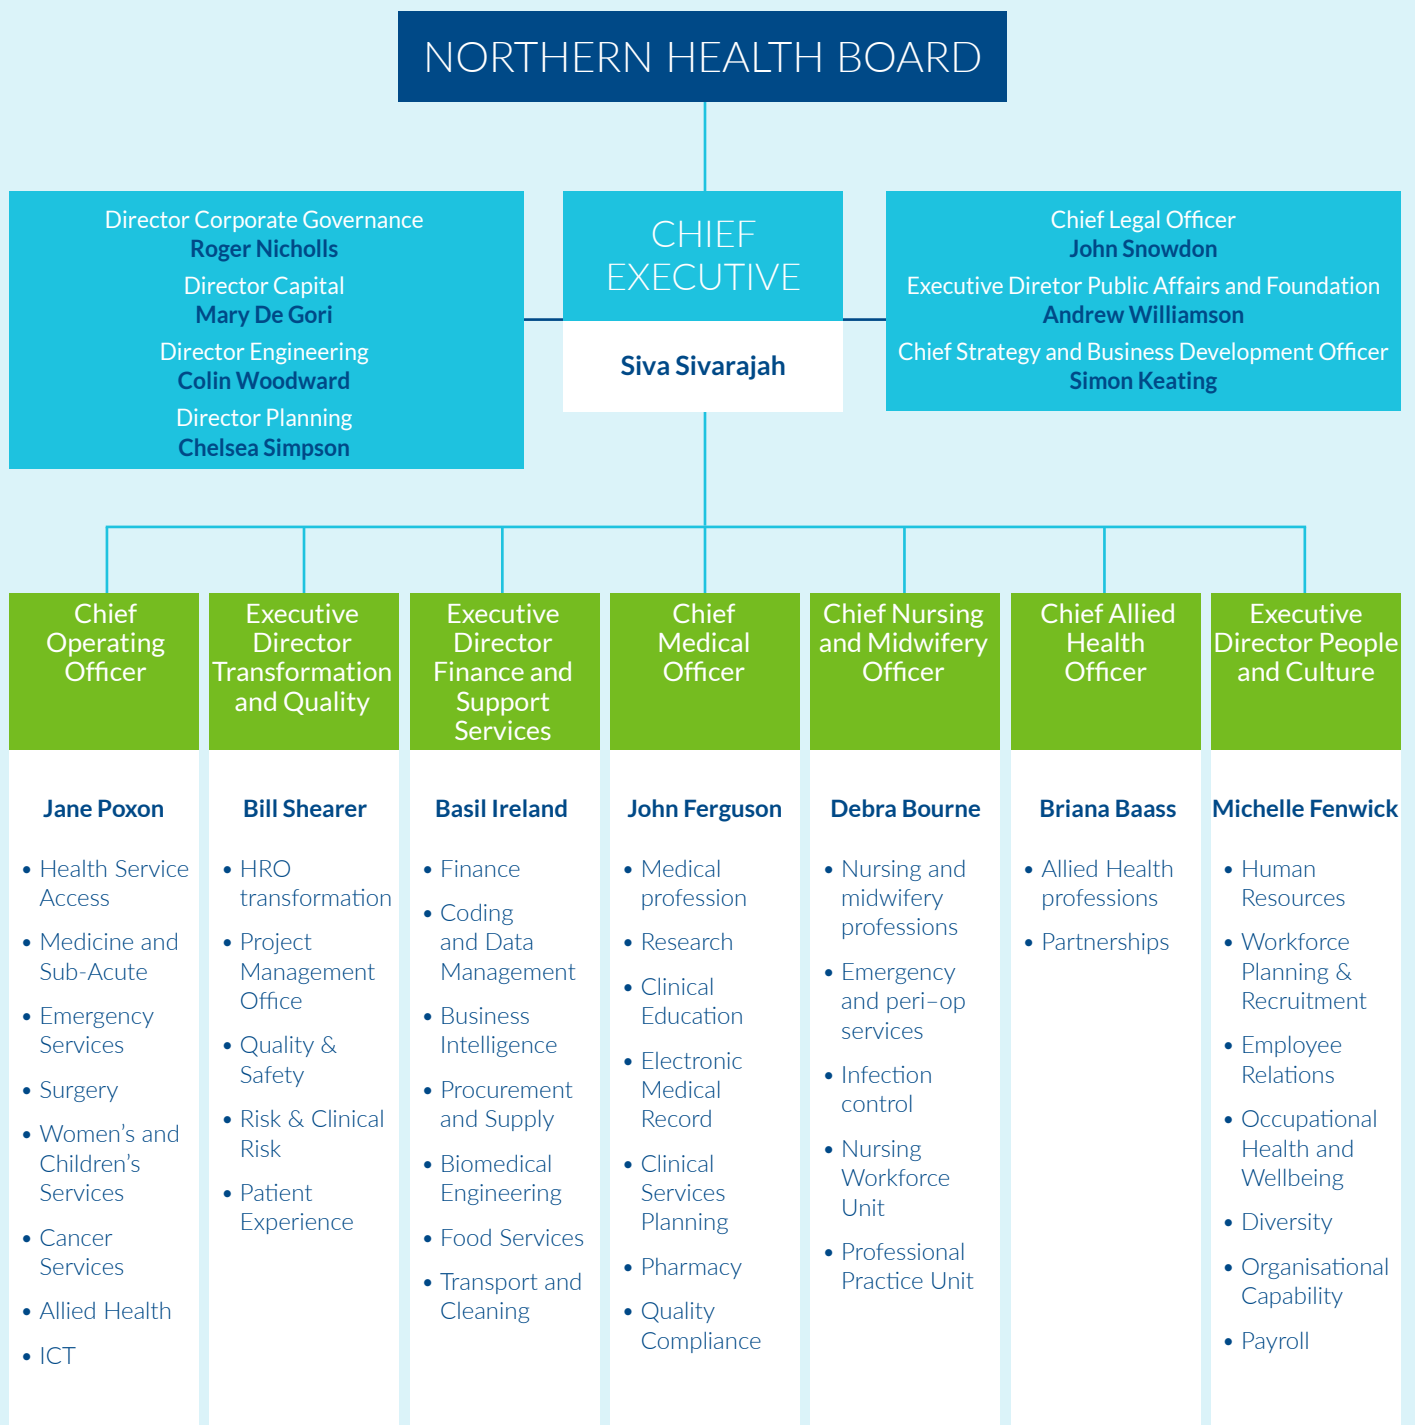 NORTHERN HEALTH BOARD
Director Corporate Governance
Roger Nicholls
Director Capital
Mary De Gori
Director Engineering
Colin Woodward
Director Planning
Chelsea Simpson
CHIEF
EXECUTIVE
Siva Sivarajah
Chief Legal Officer
John Snowdon
Executive Diretor Public Affairs and Foundation
Andrew Williamson
Chief Strategy and Business Development Officer
Simon Keating
Chief
Operating
Officer
Jane Poxon
• Health Service
Access
• Medicine and
Sub-Acute
• Emergency
Services
• Surgery
• Women’s and
Children’s
Services
• Cancer
Services
• Allied Health
• ICT
Executive
Director
Transformation
and Quality
Bill Shearer
• HRO
transformation
• Project
Management
Office
• Quality &
Safety
• Risk & Clinical
Risk
• Patient
Experience
Executive
Director
Finance and
Support
Services
Basil Ireland
• Finance
• Coding
and Data
Management
• Business
Intelligence
• Procurement
and Supply
• Biomedical
Engineering
• Food Services
• Transport and
Cleaning
Chief
Medical
Officer
John Ferguson
• Medical
profession
• Research
• Clinical
Education
• Electronic
Medical
Record
• Clinical
Services
Planning
• Pharmacy
• Quality
Compliance
Chief Nursing
and Midwifery
Officer
Debra Bourne
• Nursing and
midwifery
professions
• Emergency
and peri–op
services
• Infection
control
• Nursing
Workforce
Unit
• Professional
Practice Unit
Chief Allied
Health
Officer
Briana Baass
• Allied Health
professions
• Partnerships
Executive
Director People
and Culture
Michelle Fenwick
• Human
Resources
• Workforce
Planning &
Recruitment
• Employee
Relations
• Occupational
Health and
Wellbeing
• Diversity
• Organisational
Capability
• Payroll